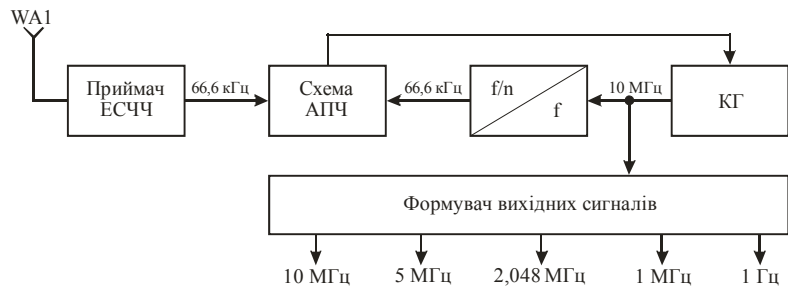 WA1
Приймач
ЕСЧЧ
66,6 кГц
Схема
АПЧ
66,6 кГц
f/n
f
10 МГц
КГ
Формувач вихідних сигналів
10 МГц
5 МГц
2,048 МГц
1 МГц
1 Гц